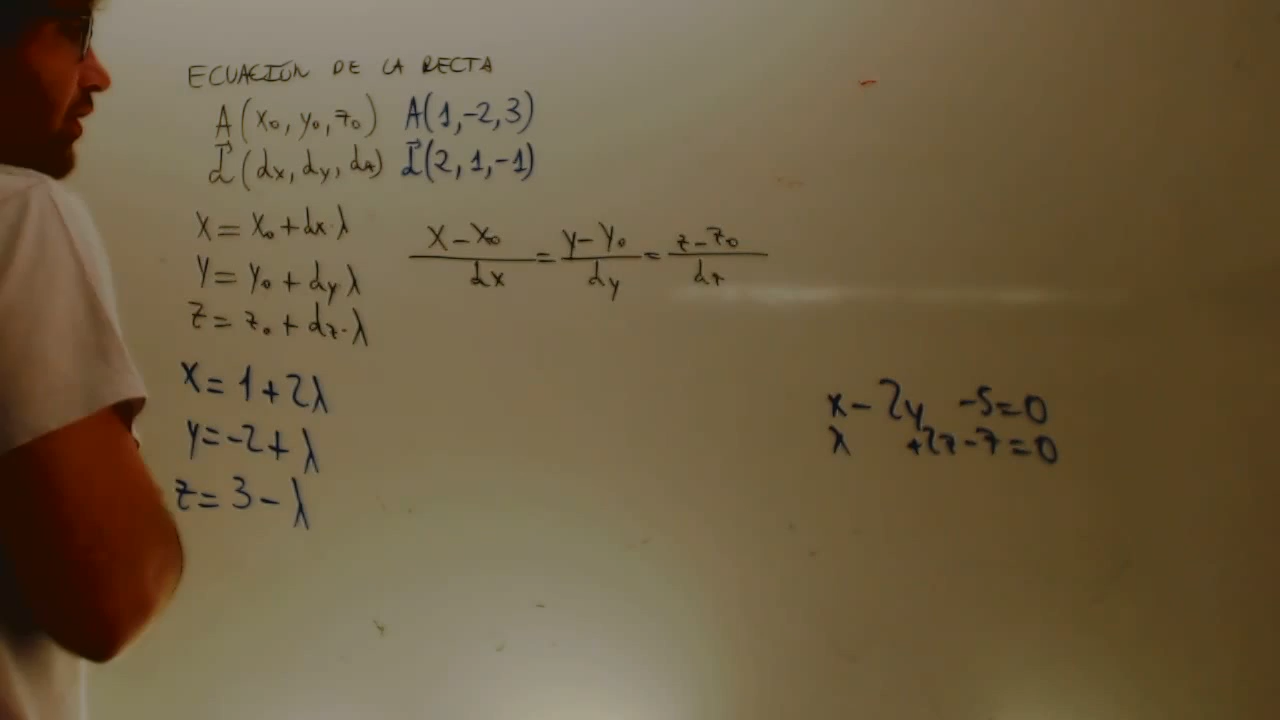 ECUACIÓN DE LA RECTA
A(x₀, y₀, z₀) A(1,-2,3)
d⃗(dx, dy, dz) d⃗(2,1,-1)
x = x₀ + dx·λ
y = y₀ + dy λ
z = z₀ + dz·λ
x - x₀ / dx = y - y₀ / dy = z - z₀ / dz
x = 1 + 2λ
y = -2 + λ
z = 3 - λ
x - 2y -5 = 0
x +2z - 7 = 0